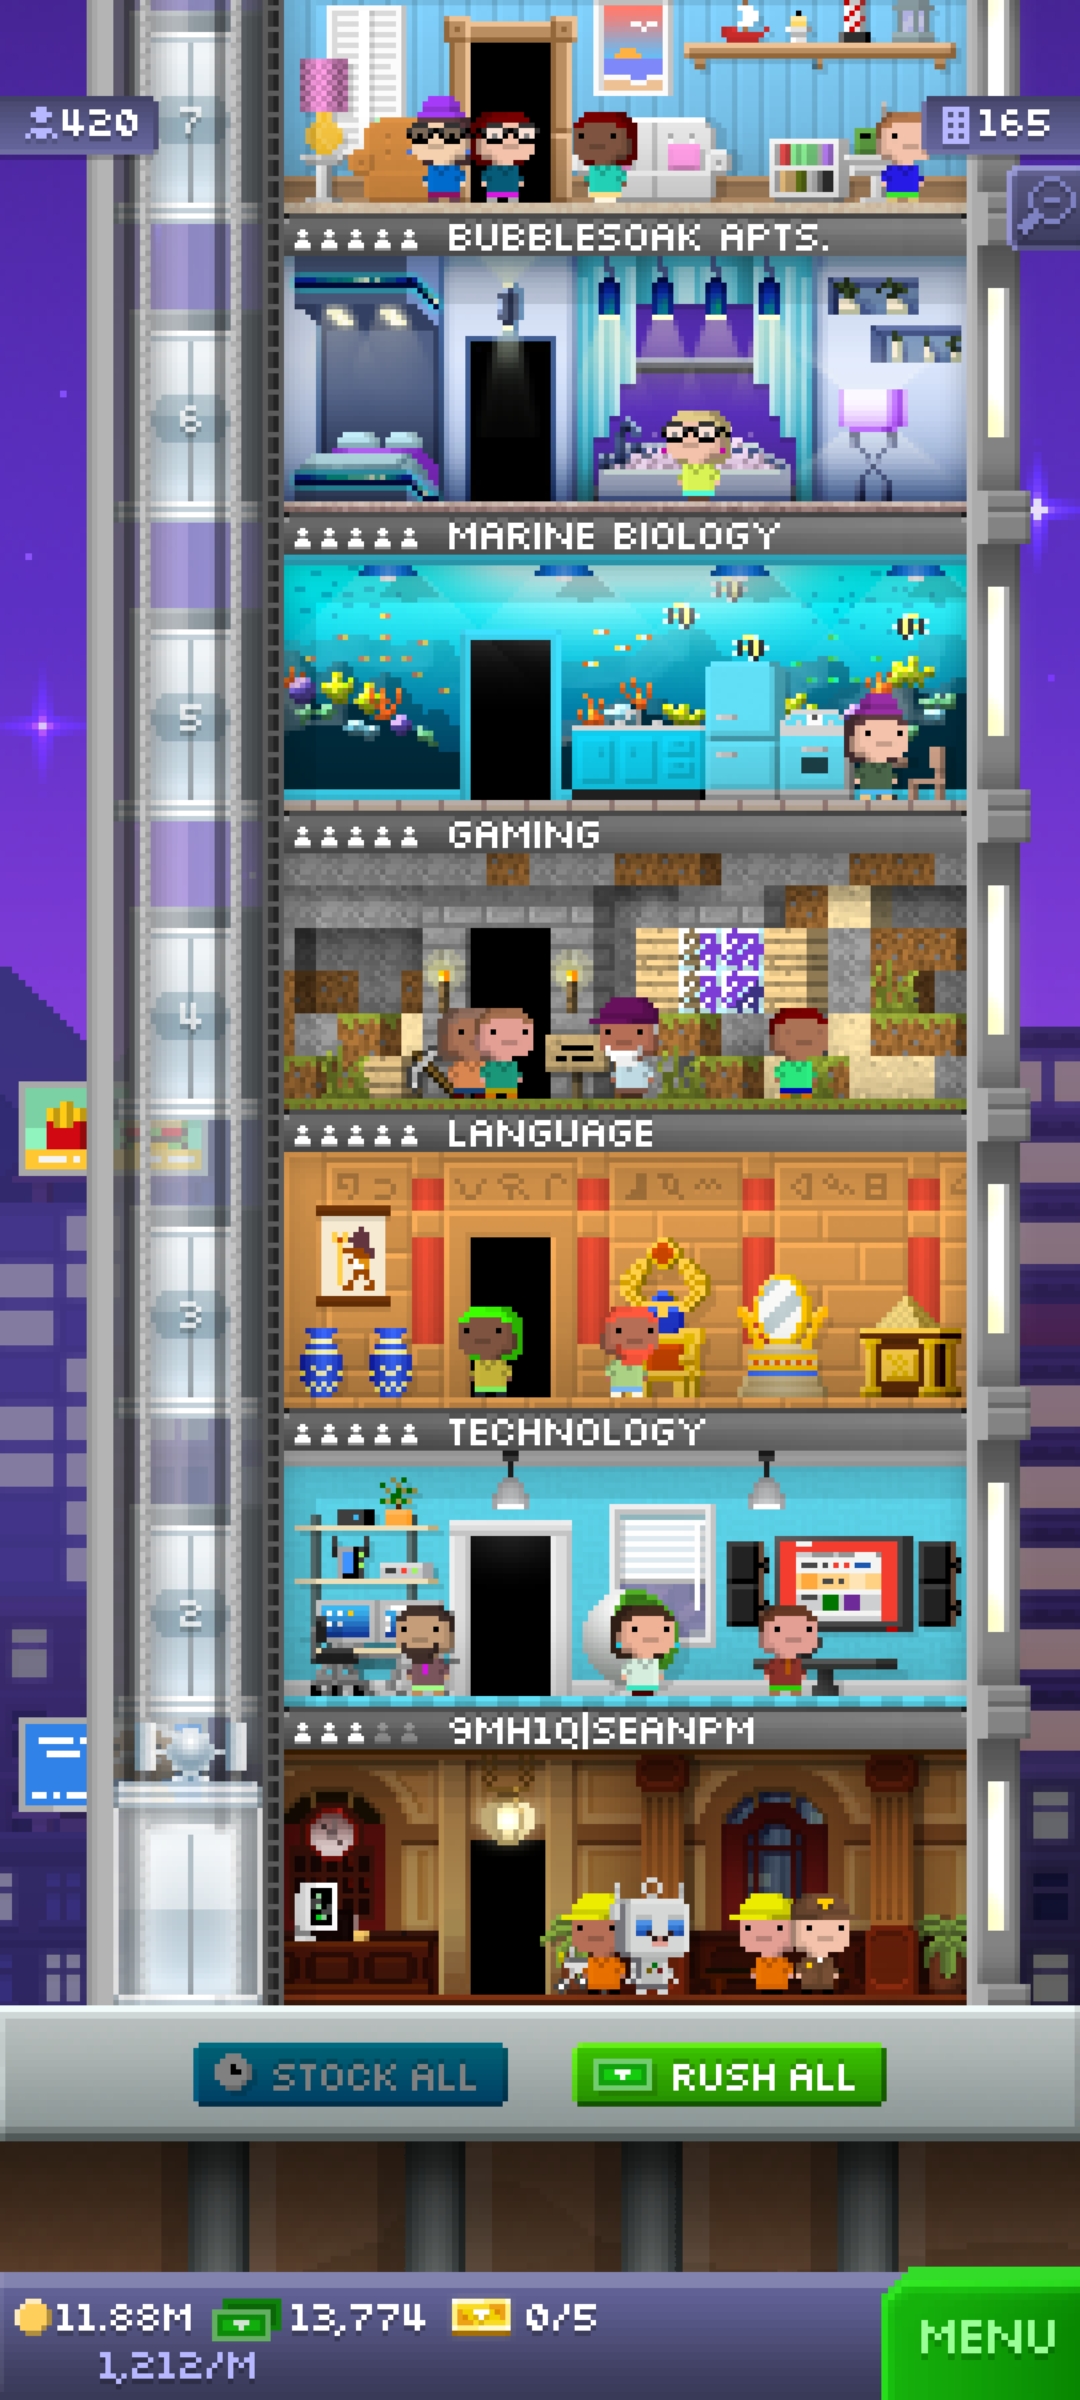 420
7
165
BUBBLESOAK APTS.
6
MARINE BIOLOGY
5
GAMING
4
LANGUAGE
3
TECHNOLOGY
2
9MH1Q|SEANPM
STOCK ALL
RUSH ALL
11.88M 13,774 0/5
1,212/M
MENU